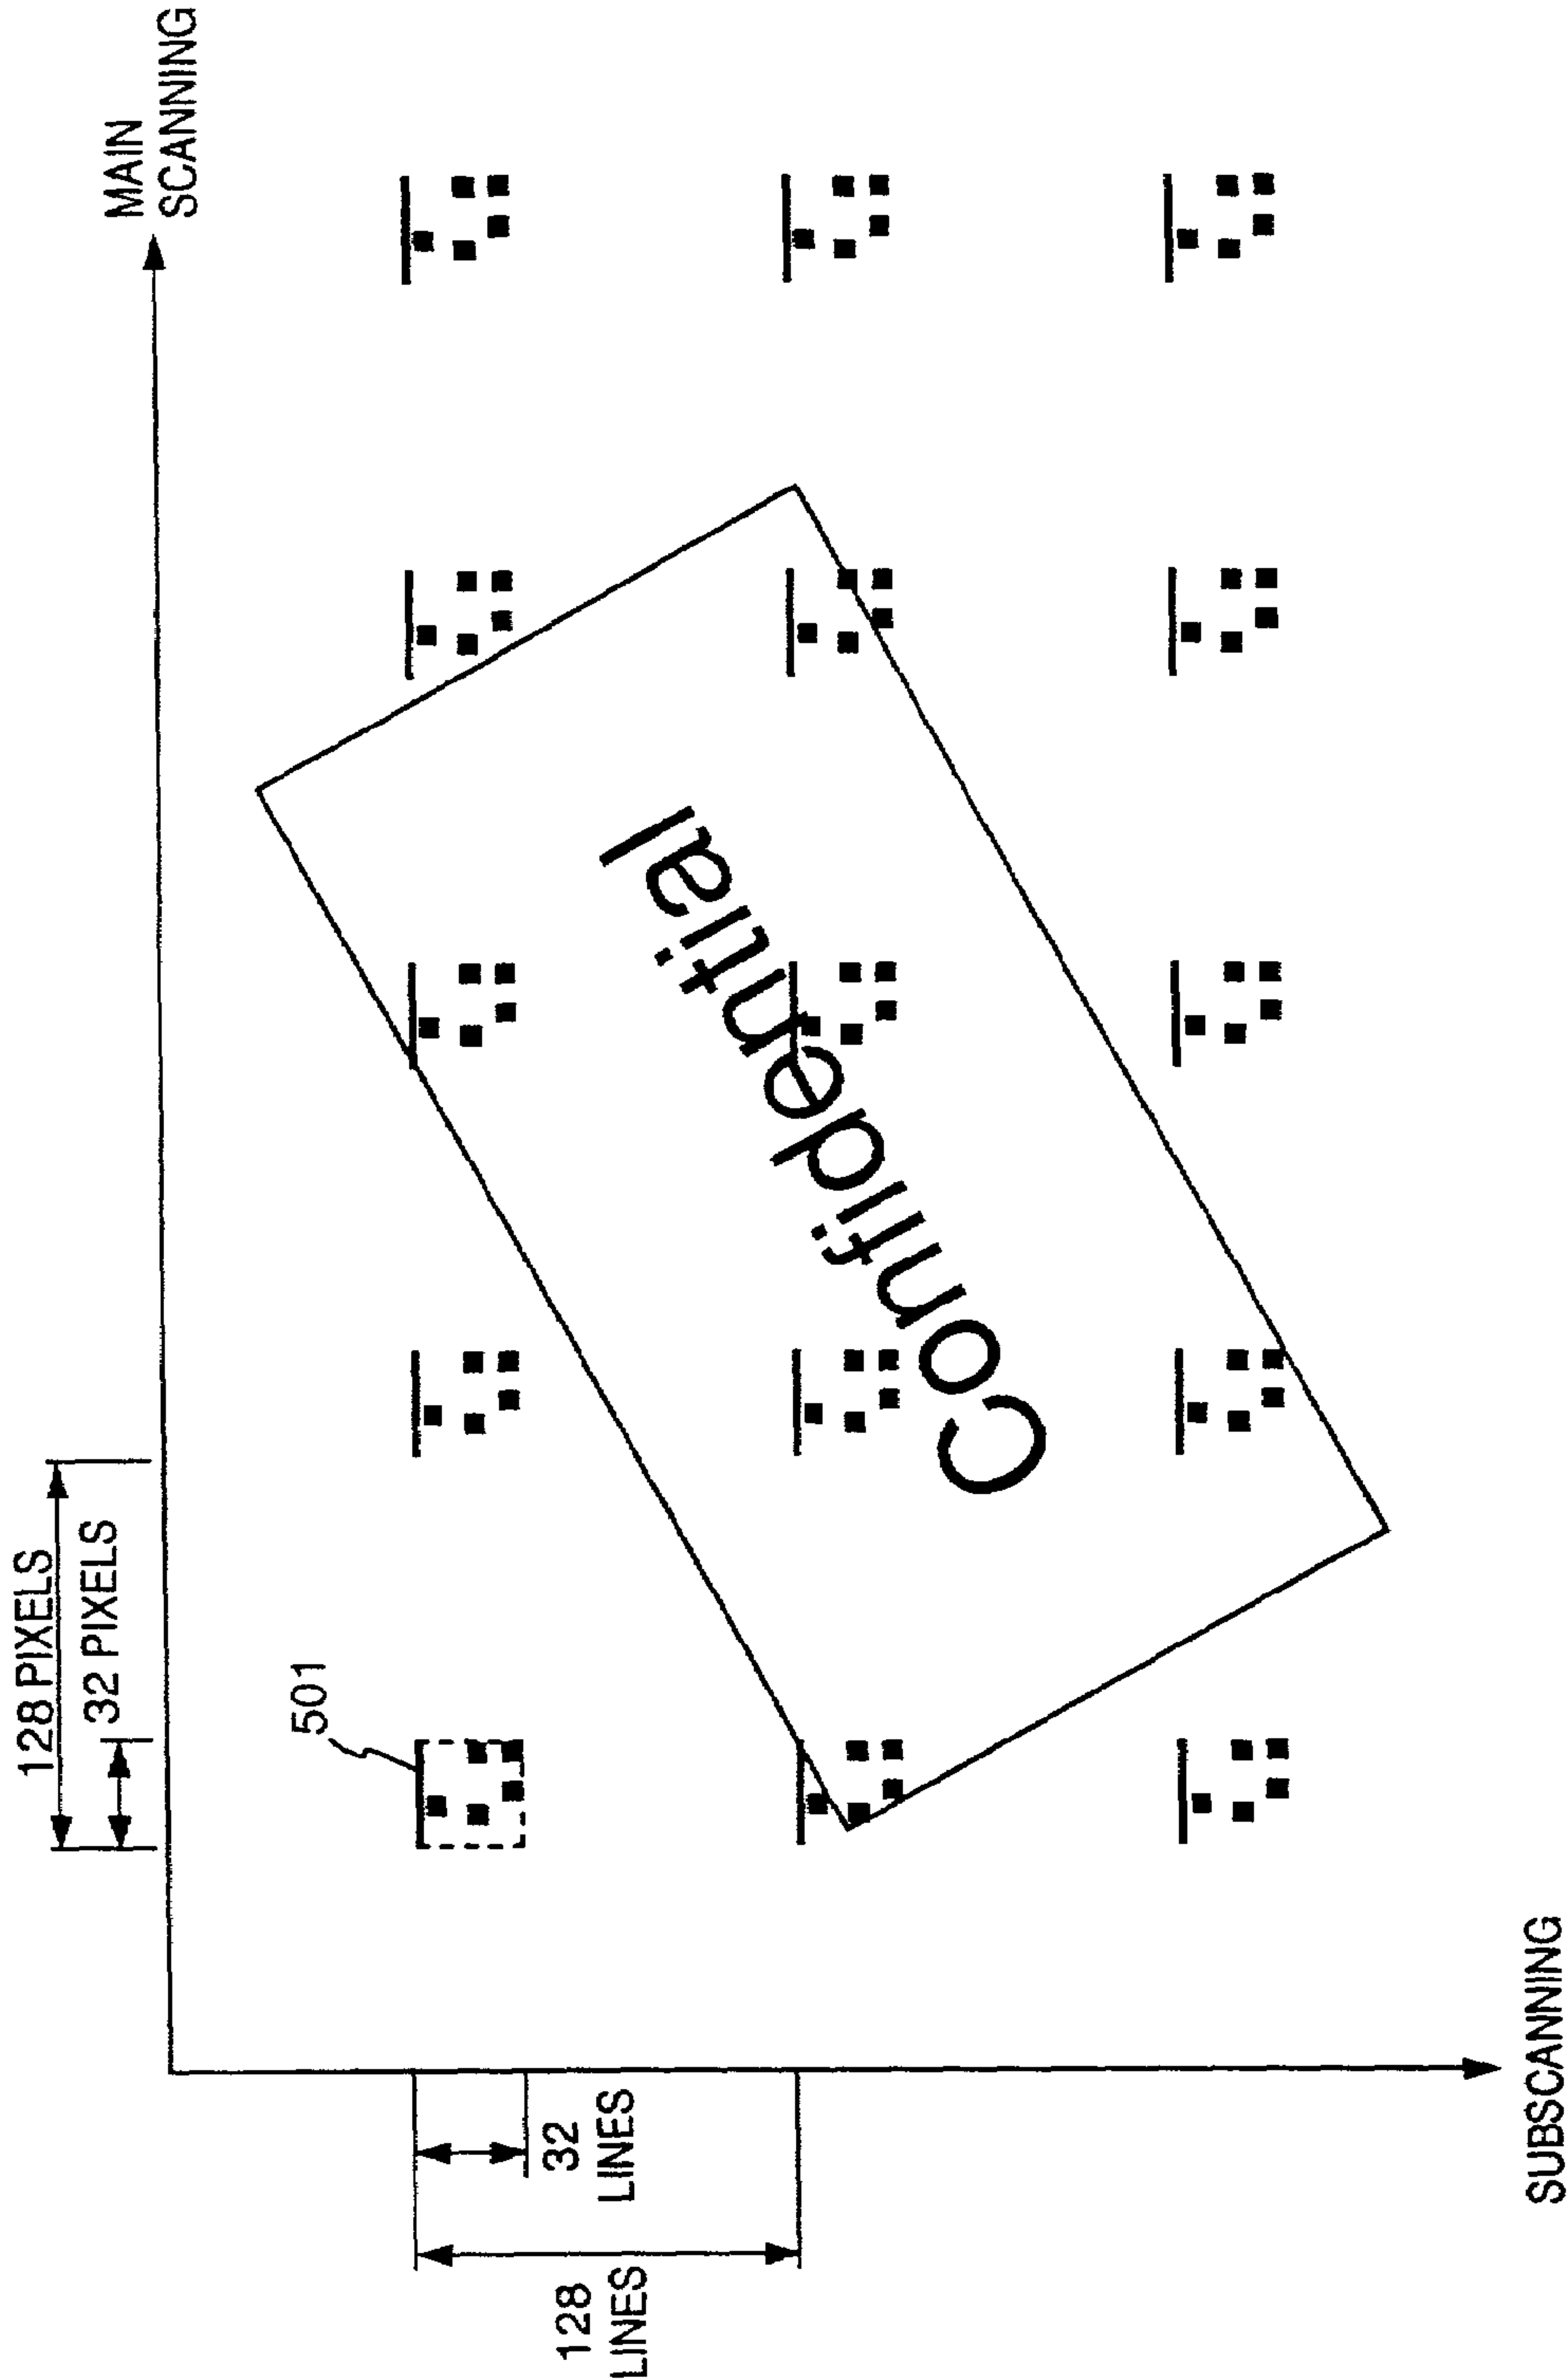 128 PIXELS
32 PIXELS
MAIN
SCANNING
501
Confidential
32
LINES
128
LINES
SUBSCANNING